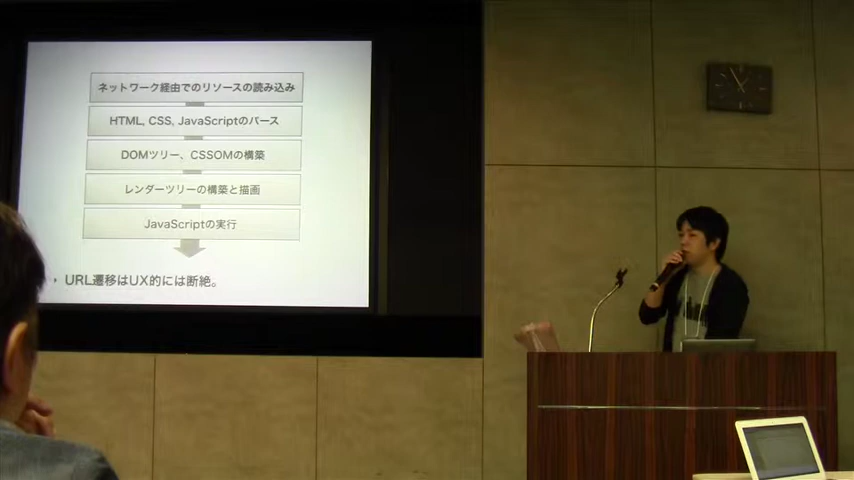 ネットワーク経由でのリソースの読み込み
HTML, CSS, JavaScriptのパース
DOMツリー、CSSOMの構築
レンダーツリーの構築と描画
JavaScriptの実行
・URL遷移はUX的には断絶。